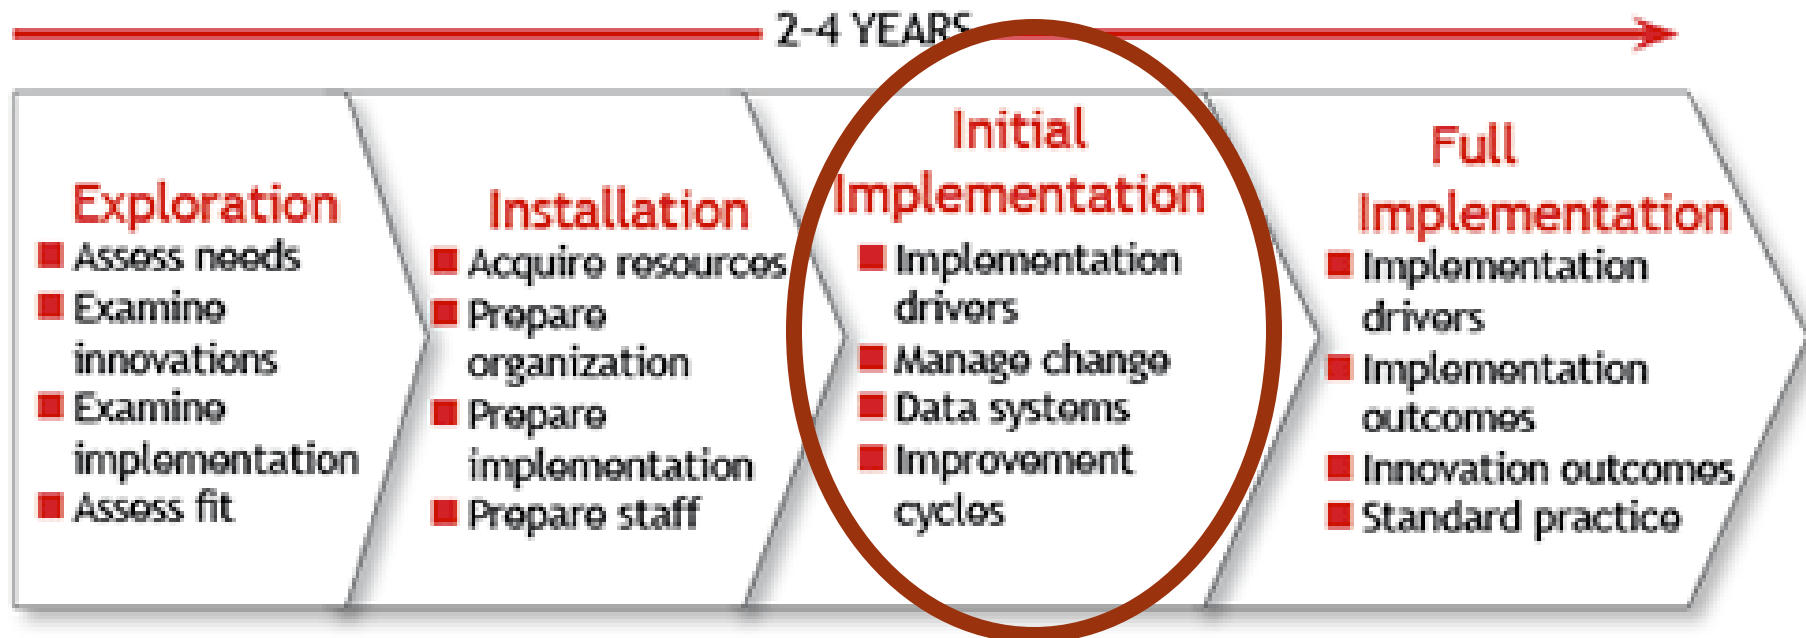 2-4 YEARS
Exploration
Assess needs
Examine
innovations
Examine
implementation
Assess fit
Installation
Acquire resources
Prepare
organization
Prepare
implementation
Prepare staff
Initial
Implementation
Implementation
drivers
Manage change
Data systems
Improvement
cycles
Full
Implementation
Implementation
drivers
Implementation
outcomes
Innovation outcomes
Standard practice